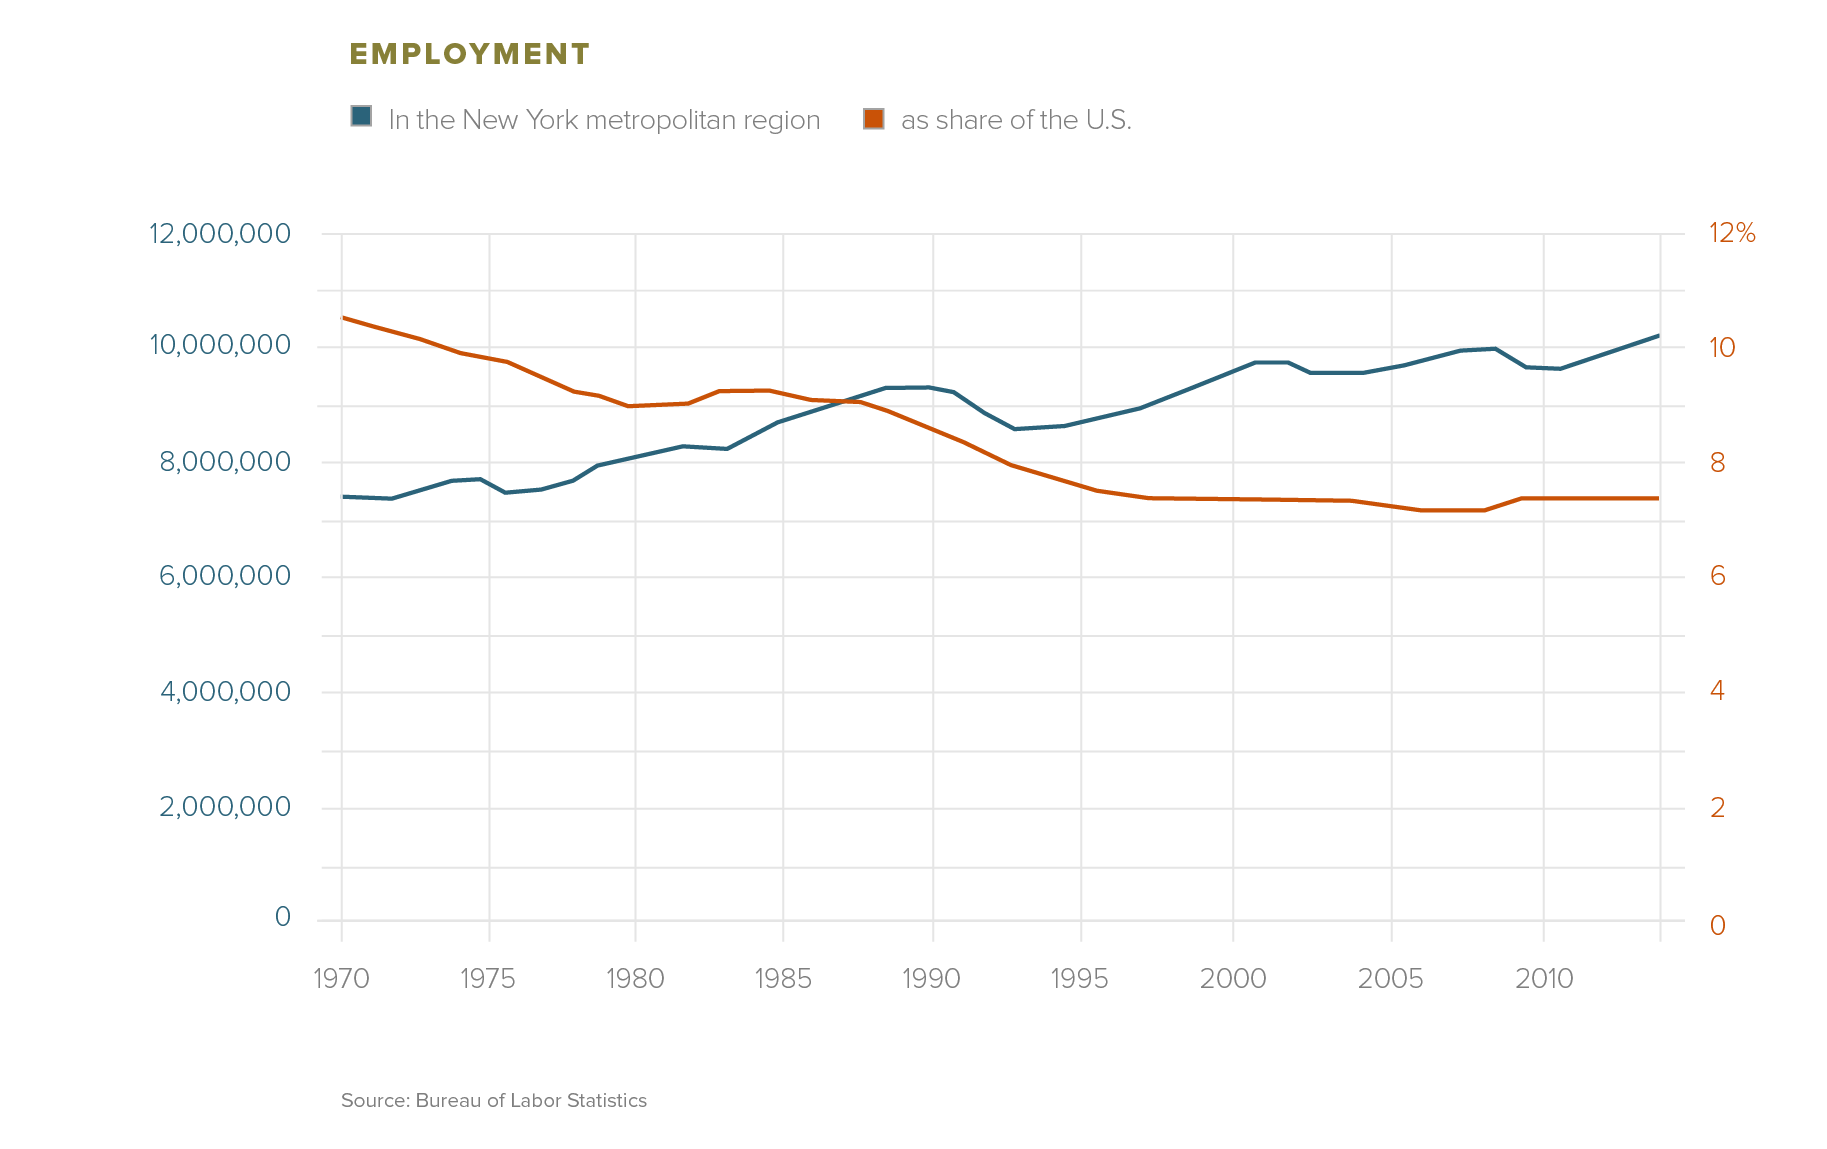 EMPLOYMENT
In the New York metropolitan region as share of the U.S.
12,000,000 12%
10,000,000 10
8,000,000 8
6,000,000 6
4,000,000 4
2,000,000 2
0 0
1970 1975 1980 1985 1990 1995 2000 2005 2010
Source: Bureau of Labor Statistics